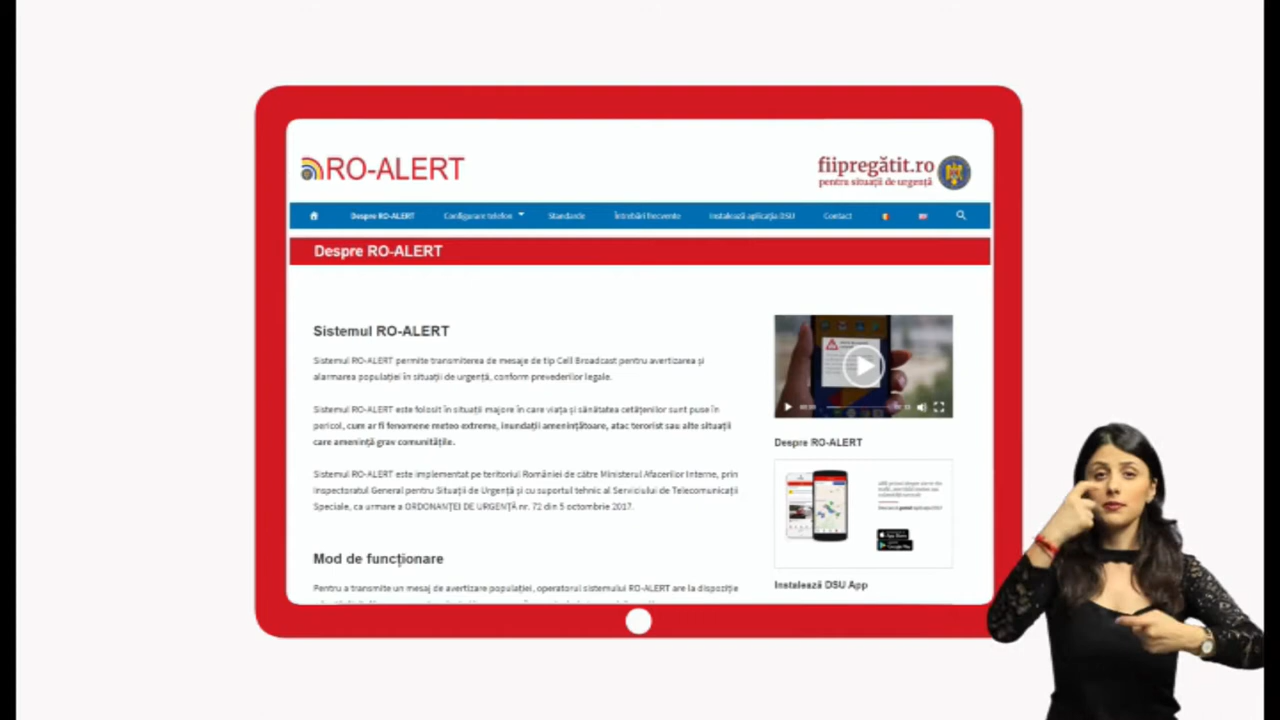 RO-ALERT
fiipregătit.ro
pentru situații de urgență
Despre RO-ALERT
Configurare telefon
Standarde
Întrebări frecvente
Instalează aplicația DSU
Contact
Despre RO-ALERT
Sistemul RO-ALERT
Sistemul RO-ALERT permite transmiterea de mesaje de tip Cell Broadcast pentru avertizarea și
alarmarea populației în situații de urgență, conform prevederilor legale.
Sistemul RO-ALERT este folosit în situații majore în care viața și sănătatea cetățenilor sunt puse în
pericol, cum ar fi fenomene meteo extreme, inundații amenințătoare, atac terorist sau alte situații
care amenință grav comunitățile.
Sistemul RO-ALERT este implementat pe teritoriul României de către Ministerul Afacerilor Interne, prin
Inspectoratul General pentru Situații de Urgență și cu suportul tehnic al Serviciului de Telecomunicații
Speciale, ca urmare a ORDONANȚEI DE URGENȚĂ nr. 72 din 5 octombrie 2017.
Mod de funcționare
Pentru a transmite un mesaj de avertizare populației, operatorul sistemului RO-ALERT are la dispoziție
00:00
Despre RO-ALERT
App Store
Google Play
Instalează DSU App